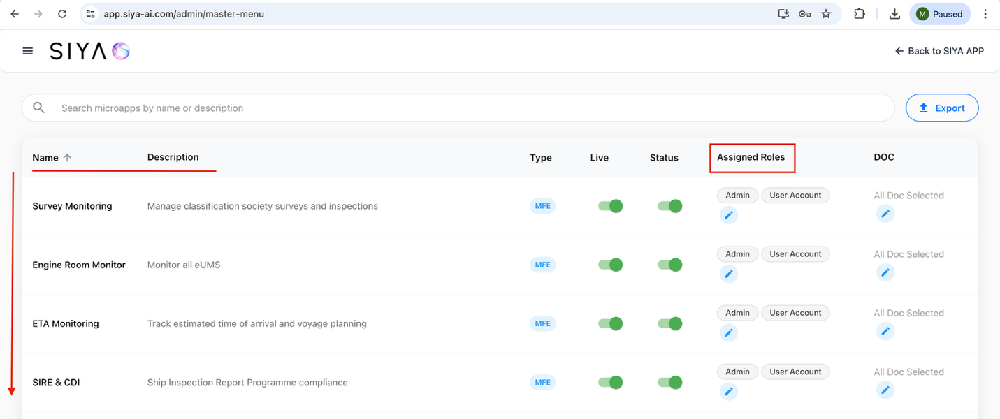 app.siya-ai.com/admin/master-menu
M Paused
SIYA
Back to SIYA APP
Search microapps by name or description
Export
Name Description Type Live Status Assigned Roles DOC
Survey Monitoring Manage classification society surveys and inspections MFE Admin User Account All Doc Selected
Engine Room Monitor Monitor all eUMS MFE Admin User Account All Doc Selected
ETA Monitoring Track estimated time of arrival and voyage planning MFE Admin User Account All Doc Selected
SIRE & CDI Ship Inspection Report Programme compliance MFE Admin User Account All Doc Selected